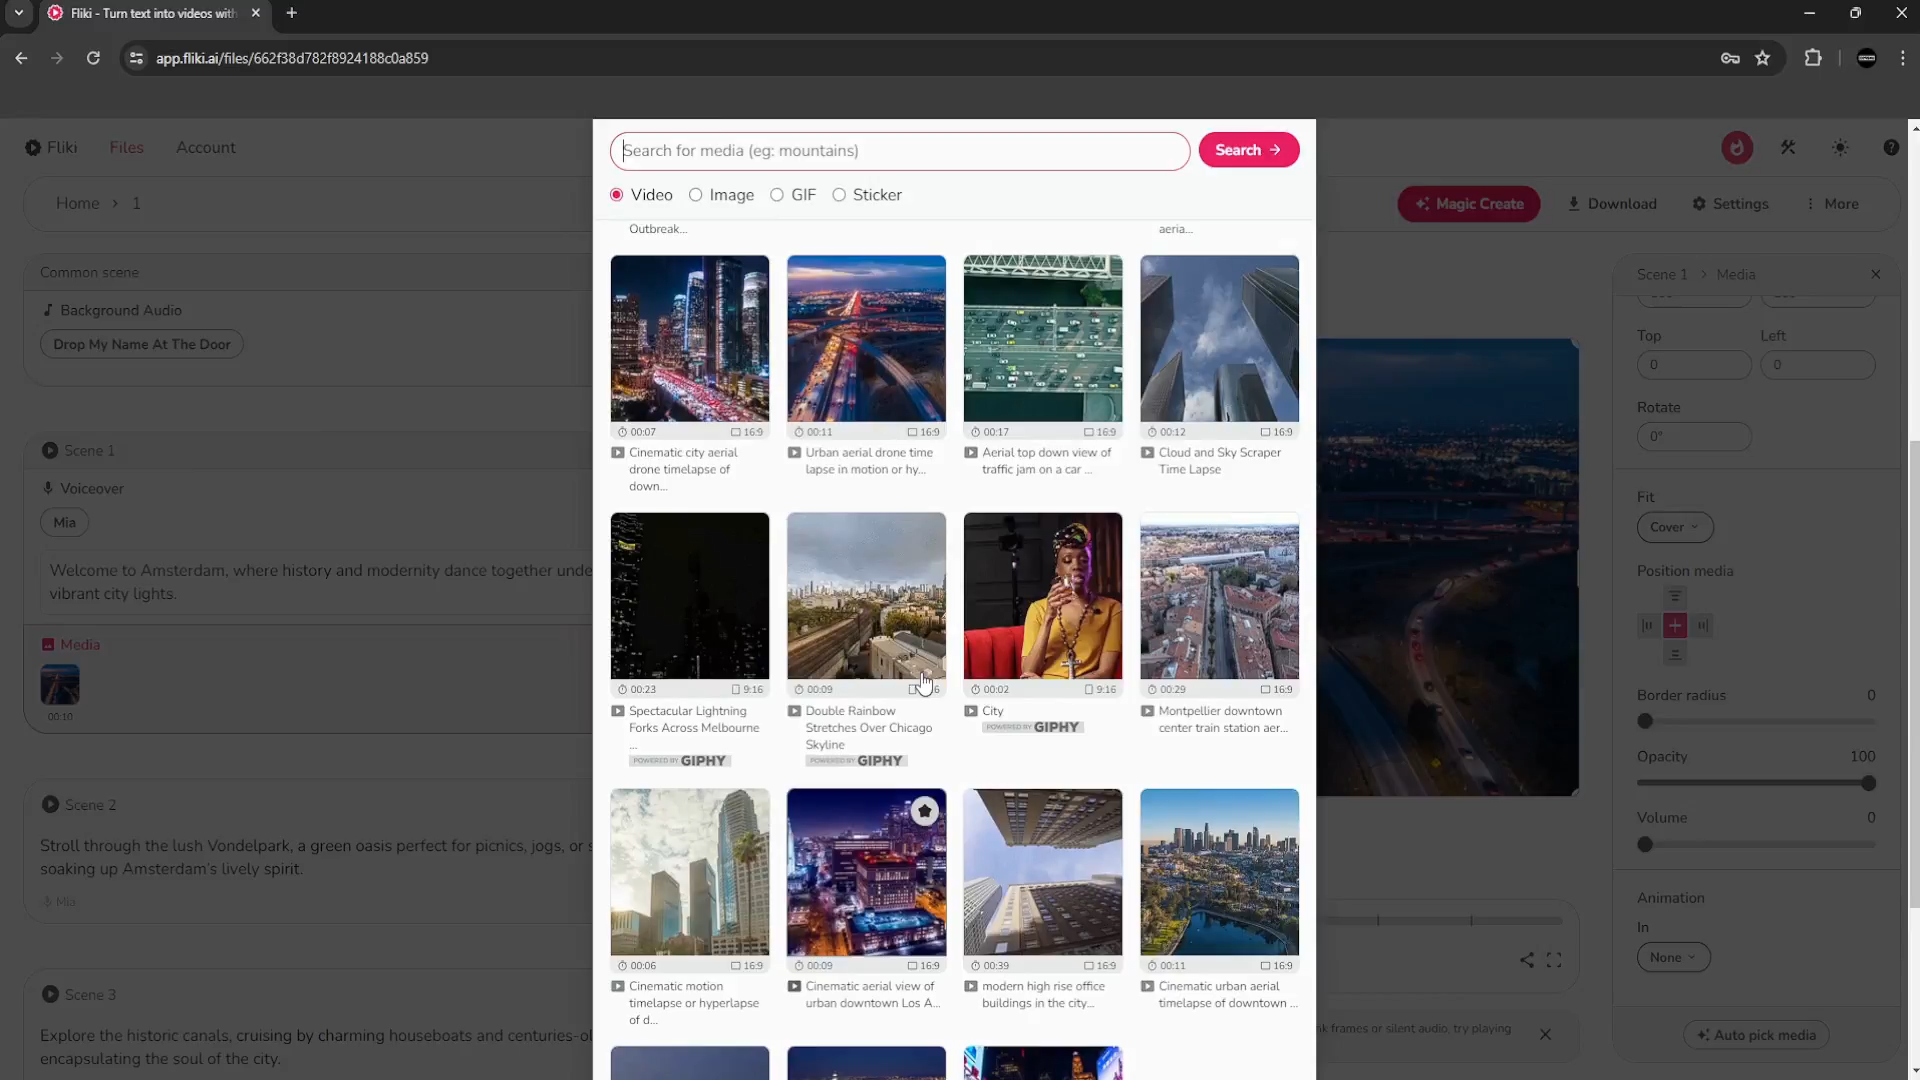 Fliki - Turn text into videos with
app.fliki.ai/files/662f38d782f8924188c0a859
Fliki
Files
Account
Home > 1
Magic Create
Download
Settings
More
Common scene
Background Audio
Drop My Name At The Door
Scene 1
Voiceover
Mia
Welcome to Amsterdam, where history and modernity dance together unde
vibrant city lights.
Media
00:10
Scene 2
Stroll through the lush Vondelpark, a green oasis perfect for picnics, jogs, or s
soaking up Amsterdam's lively spirit.
Mia
Scene 3
Explore the historic canals, cruising by charming houseboats and centuries-ol
encapsulating the soul of the city.
Search for media (eg: mountains)
Search
Video
Image
GIF
Sticker
Outbreak...
aeria...
00:07 16:9
Cinematic city aerial
drone timelapse of
down...
00:11 16:9
Urban aerial drone time
lapse in motion or hy...
00:17 16:9
Aerial top down view of
traffic jam on a car ...
00:12 16:9
Cloud and Sky Scraper
Time Lapse
00:23 9:16
Spectacular Lightning
Forks Across Melbourne
...
POWERED BY GIPHY
00:09
Double Rainbow
Stretches Over Chicago
Skyline
POWERED BY GIPHY
00:02 9:16
City
POWERED BY GIPHY
00:29 16:9
Montpellier downtown
center train station aer...
00:06 16:9
Cinematic motion
timelapse or hyperlapse
of d...
00:09 16:9
Cinematic aerial view of
urban downtown Los A...
00:39 16:9
modern high rise office
buildings in the city...
00:11 16:9
Cinematic urban aerial
timelapse of downtown ...
Scene 1 > Media
Top
Left
0
0
Rotate
0°
Fit
Cover
Position media
Border radius 0
Opacity 100
Volume 0
Animation
In
None
Auto pick media
nk frames or silent audio, try playing